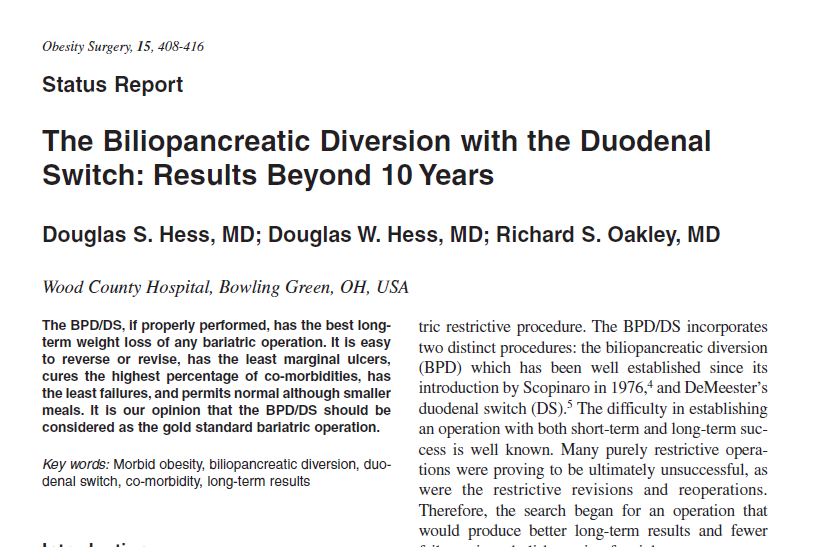 Obesity Surgery, 15, 408-416
Status Report
The Biliopancreatic Diversion with the Duodenal
Switch: Results Beyond 10 Years
Douglas S. Hess, MD; Douglas W. Hess, MD; Richard S. Oakley, MD
Wood County Hospital, Bowling Green, OH, USA
The BPD/DS, if properly performed, has the best long-
term weight loss of any bariatric operation. It is easy
to reverse or revise, has the least marginal ulcers,
cures the highest percentage of co-morbidities, has
the least failures, and permits normal although smaller
meals. It is our opinion that the BPD/DS should be
considered as the gold standard bariatric operation.
Key words: Morbid obesity, biliopancreatic diversion, duo-
denal switch, co-morbidity, long-term results
tric restrictive procedure. The BPD/DS incorporates
two distinct procedures: the biliopancreatic diversion
(BPD) which has been well established since its
introduction by Scopinaro in 1976,4 and DeMeester's
duodenal switch (DS).5 The difficulty in establishing
an operation with both short-term and long-term suc-
cess is well known. Many purely restrictive opera-
tions were proving to be ultimately unsuccessful, as
were the restrictive revisions and reoperations.
Therefore, the search began for an operation that
would produce better long-term results and fewer